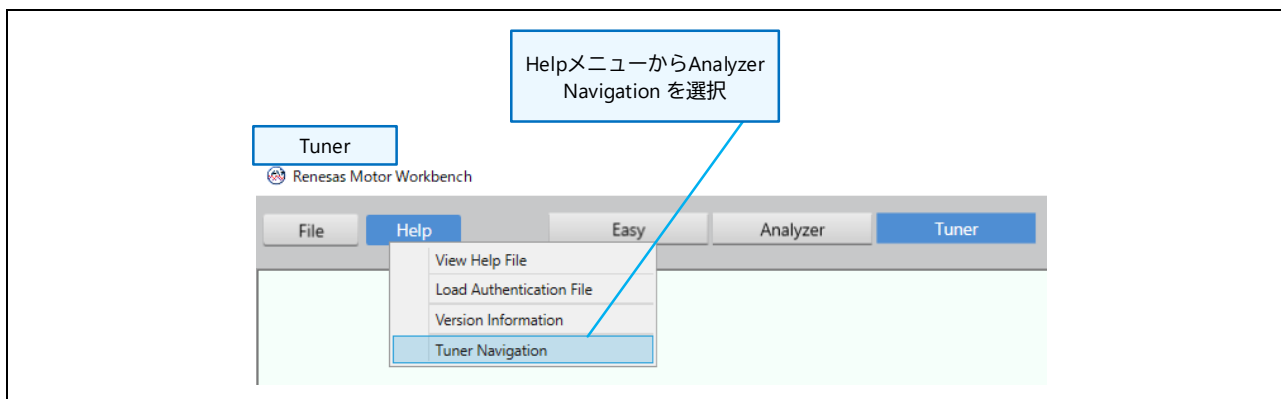 HelpメニューからAnalyzer
Navigation を選択
Tuner
Renesas Motor Workbench
File
Help
Easy
Analyzer
Tuner
View Help File
Load Authentication File
Version Information
Tuner Navigation